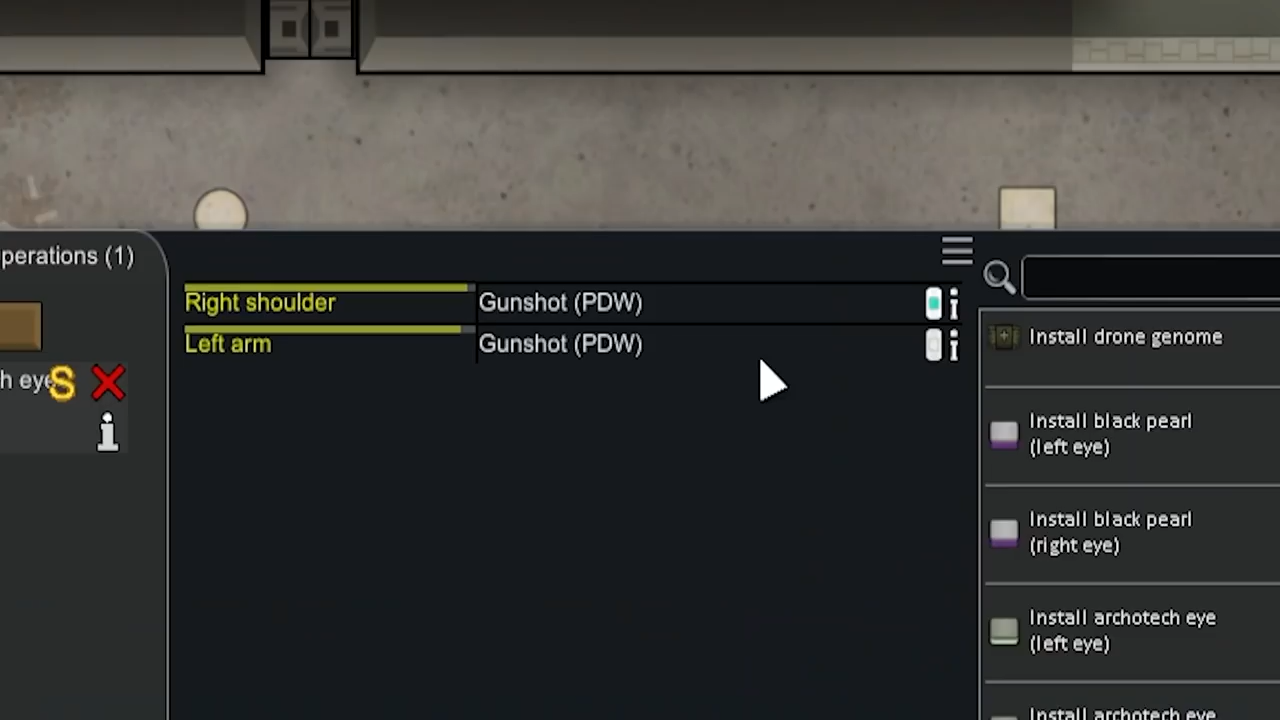 perations (1)
h eye S
Right shoulder Gunshot (PDW)
Left arm Gunshot (PDW)
Install drone genome
Install black pearl
(left eye)
Install black pearl
(right eye)
Install archotech eye
(left eye)
Install archotech eye